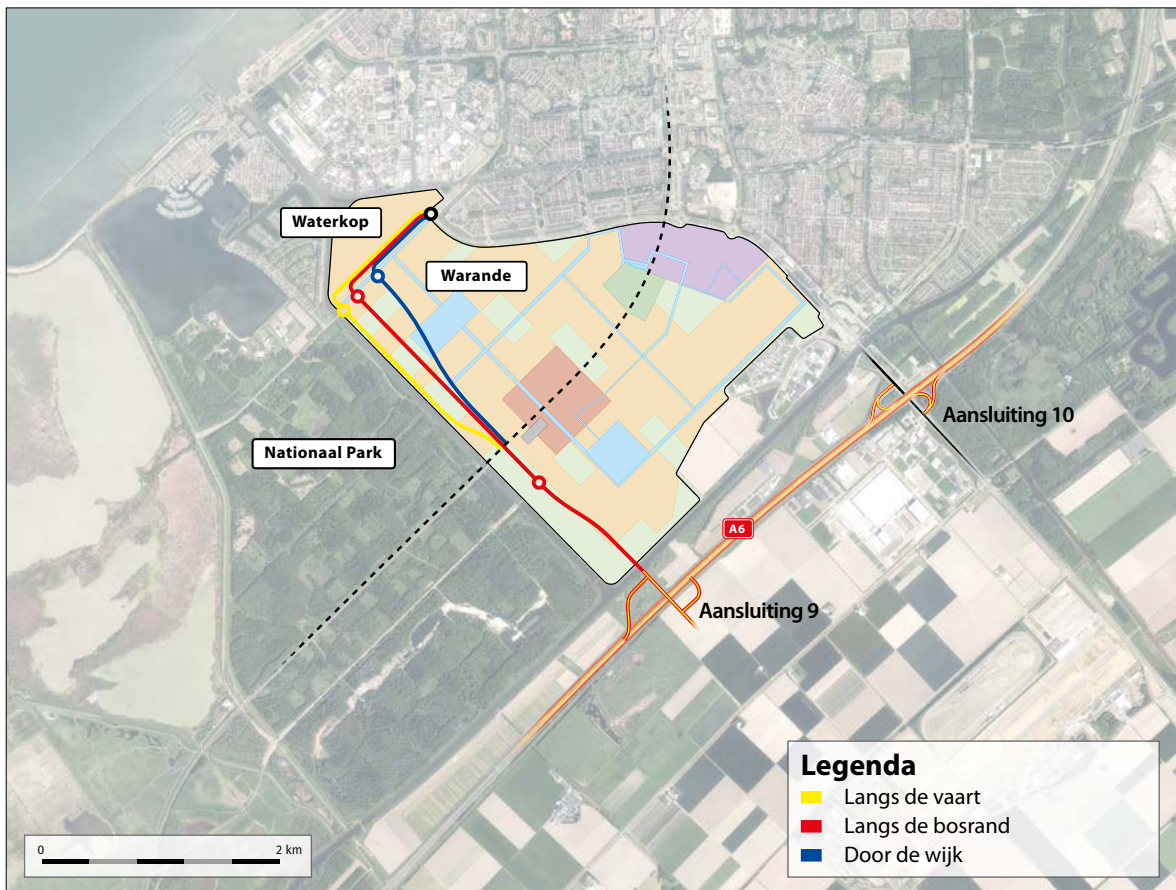 Waterkop
Warande
Nationaal Park
Aansluiting 10
A6
Aansluiting 9
Legenda
Langs de vaart
Langs de bosrand
Door de wijk
0 2 km